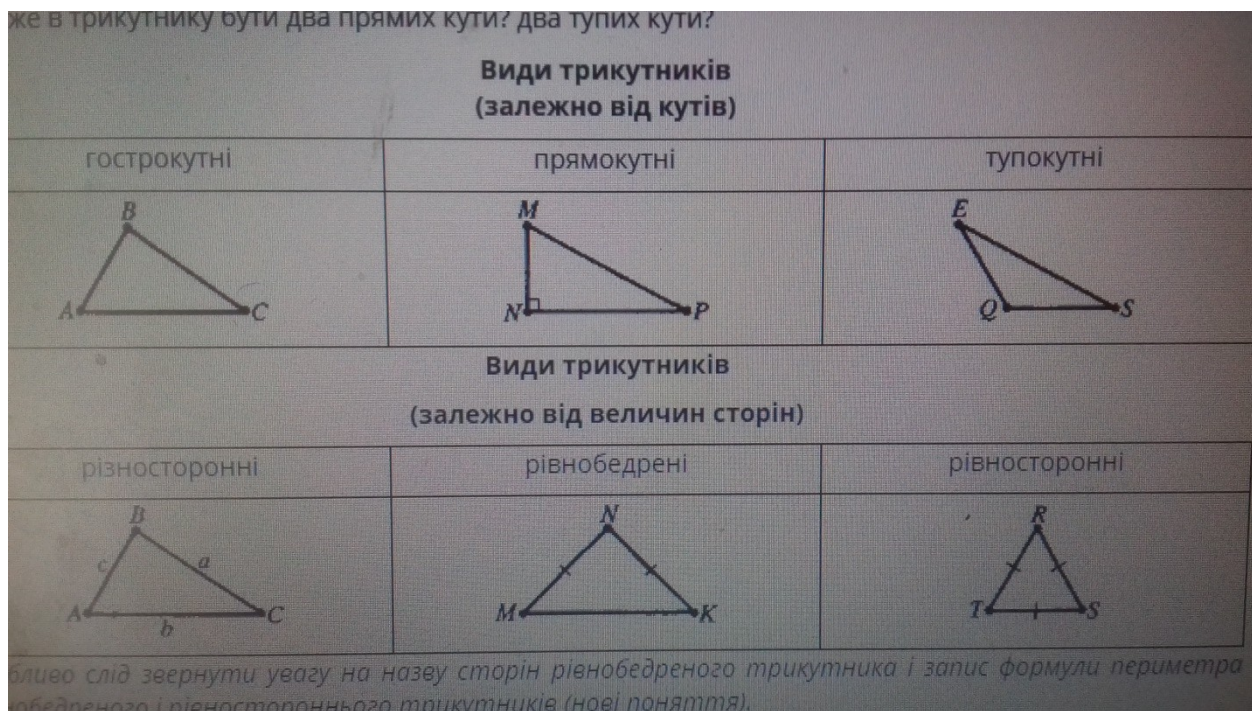 же в трикутнику бути два прямих кути? два тупих кути?
Види трикутників
(залежно від кутів)
гострокутні прямокутні тупокутні
B M E
A C N P Q S
Види трикутників
(залежно від величин сторін)
різносторонні рівнобедрені рівносторонні
B N R
c a
A C M K T S
b
бливо слід звернути увагу на назву сторін рівнобедреного трикутника і запис формули периметра
нобедреного і рівностороннього трикутників (нові поняття).